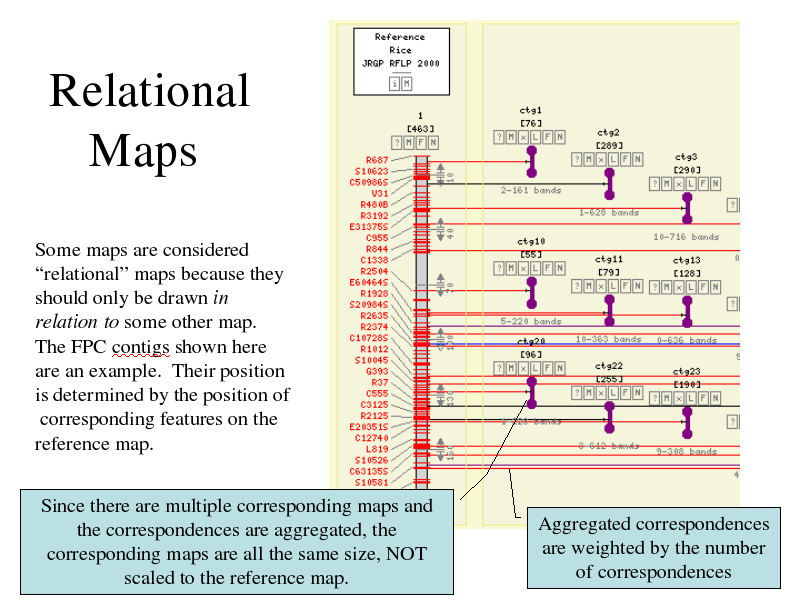 Relational
Maps
Some maps are considered
“relational” maps because they
should only be drawn in
relation to some other map.
The FPC contigs shown here
are an example. Their position
is determined by the position of
corresponding features on the
reference map.
Reference
Rice
JRGP RFLP 2000
i M
1
[463]
? M F N
R687
S10623
C50986S
V31
R480B
R3192
E31375S
C955
R844
C1338
R2504
E60464S
R1928
S20984S
R2635
R2374
C10728S
R1012
S10045
G393
R37
C555
C3125
R2125
E20351S
C12740
L819
S10526
C63135S
S10581
ctg1
[76]
? M x L F N
2-161 bands
ctg2
[289]
? M x L F N
1-628 bands
ctg3
[290]
? M x L F N
10-716 bands
?
ctg10
[55]
? M x L F N
5-220 bands
ctg11
[79]
? M x L F N
10-363 bands
ctg13
[128]
? M x L F N
0-636 bands
?
ctg20
[96]
? M x L F N
bands
ctg22
[255]
? M x L F N
bands
ctg23
[190]
? M x L F N
9-308 bands
?
Since there are multiple corresponding maps and
the correspondences are aggregated, the
corresponding maps are all the same size, NOT
scaled to the reference map.
Aggregated correspondences
are weighted by the number
of correspondences